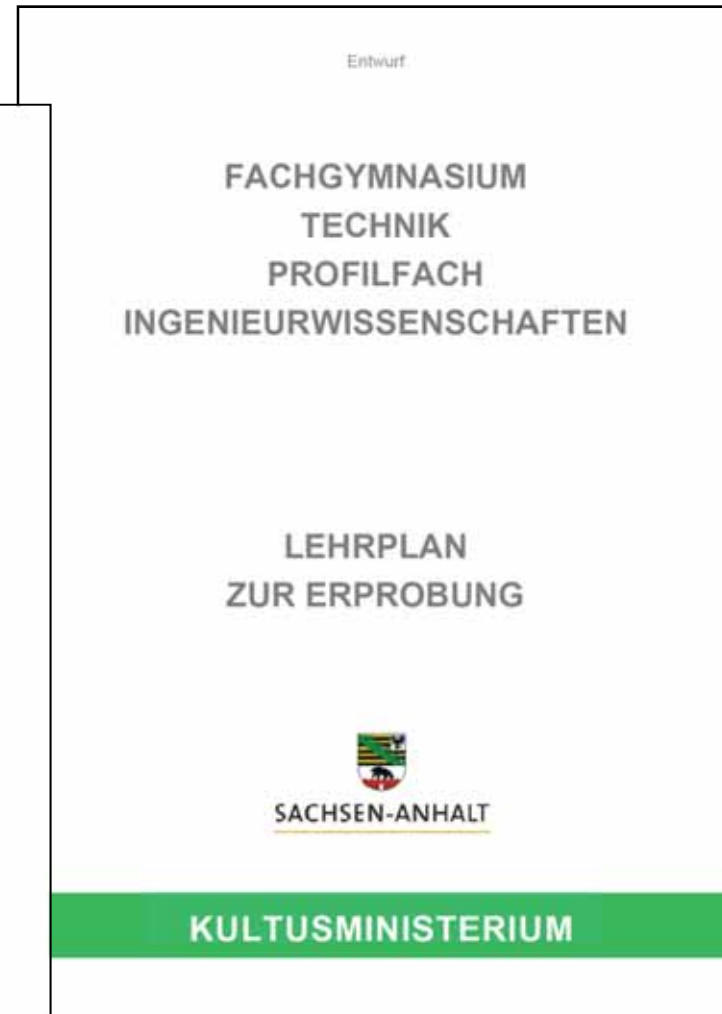 Entwurf
FACHGYMNASIUM
TECHNIK
PROFILFACH
INGENIEURWISSENSCHAFTEN
LEHRPLAN
ZUR ERPROBUNG
SACHSEN-ANHALT
KULTUSMINISTERIUM